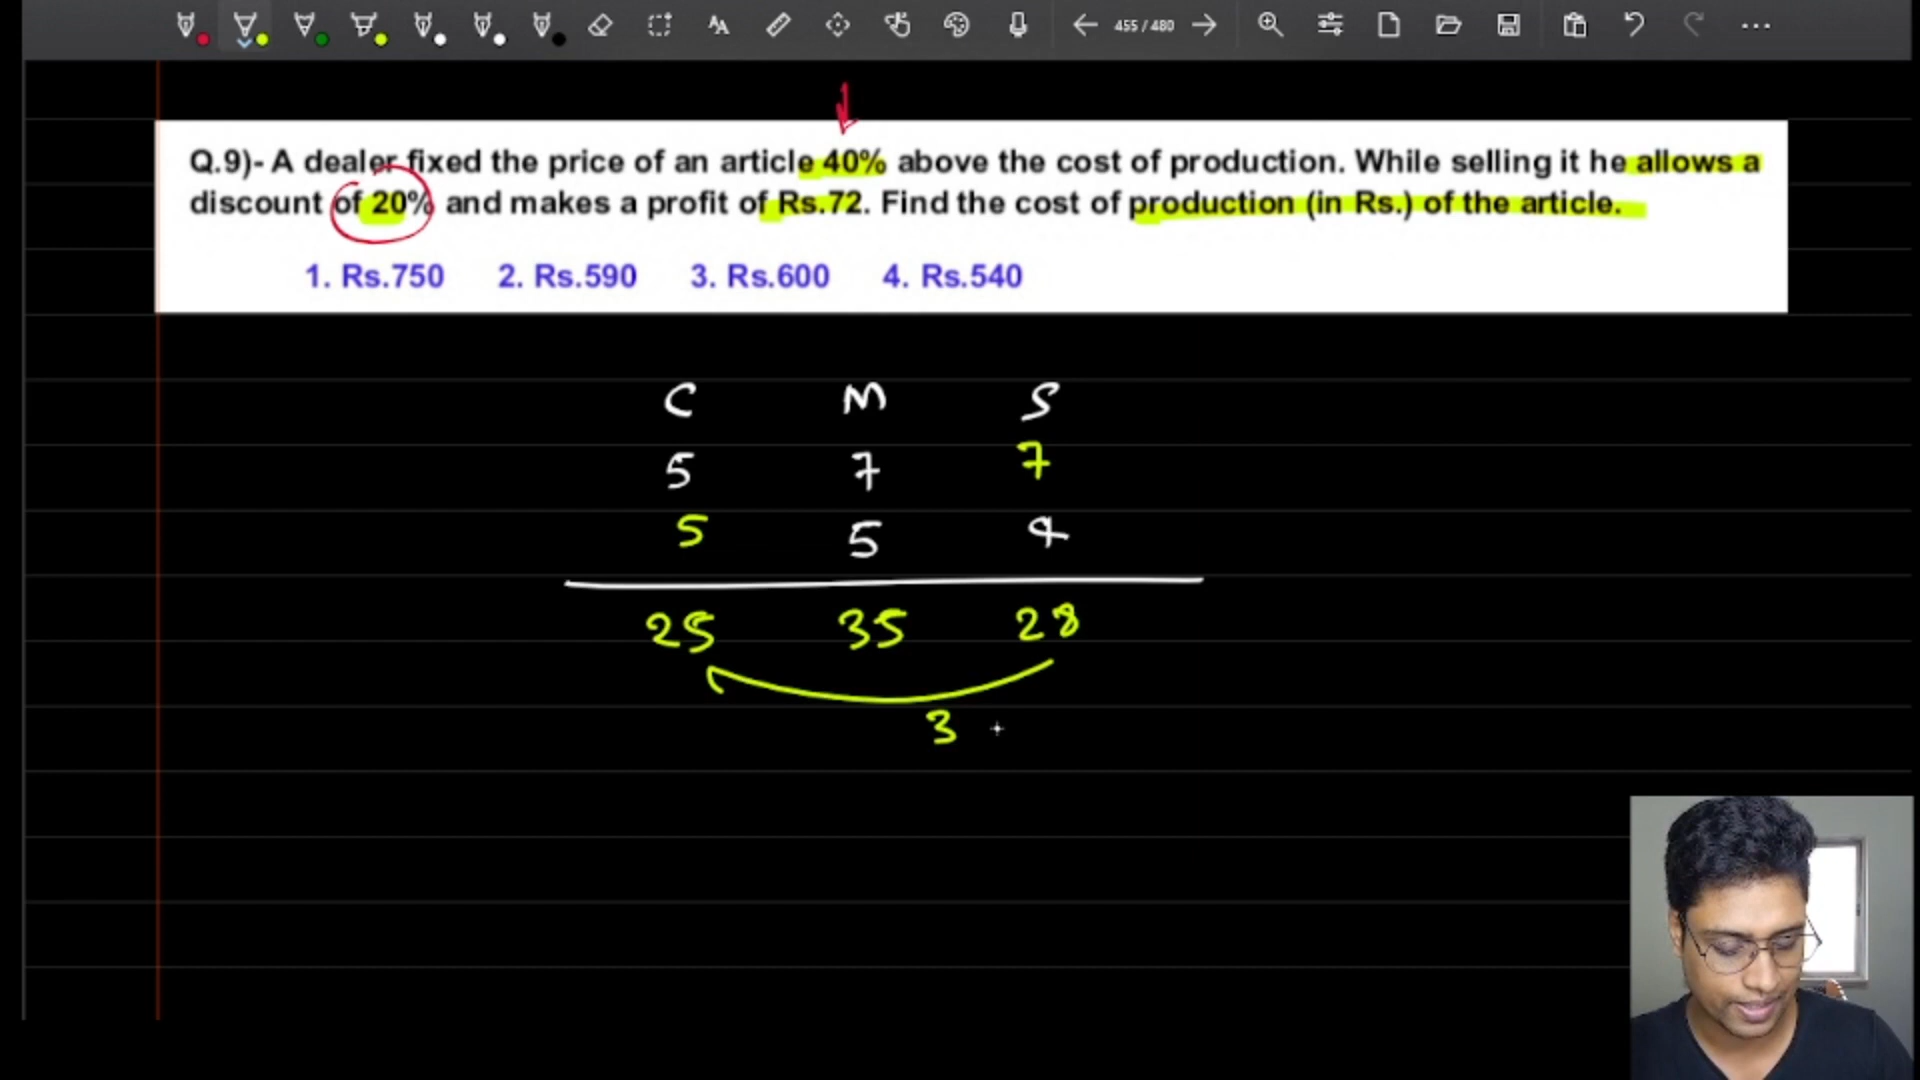 455 / 480
Q.9)- A dealer fixed the price of an article 40% above the cost of production. While selling it he allows a
discount of 20% and makes a profit of Rs.72. Find the cost of production (in Rs.) of the article.
1. Rs.750 2. Rs.590 3. Rs.600 4. Rs.540
C M S
5 7 7
5 5 4
25 35 28
3